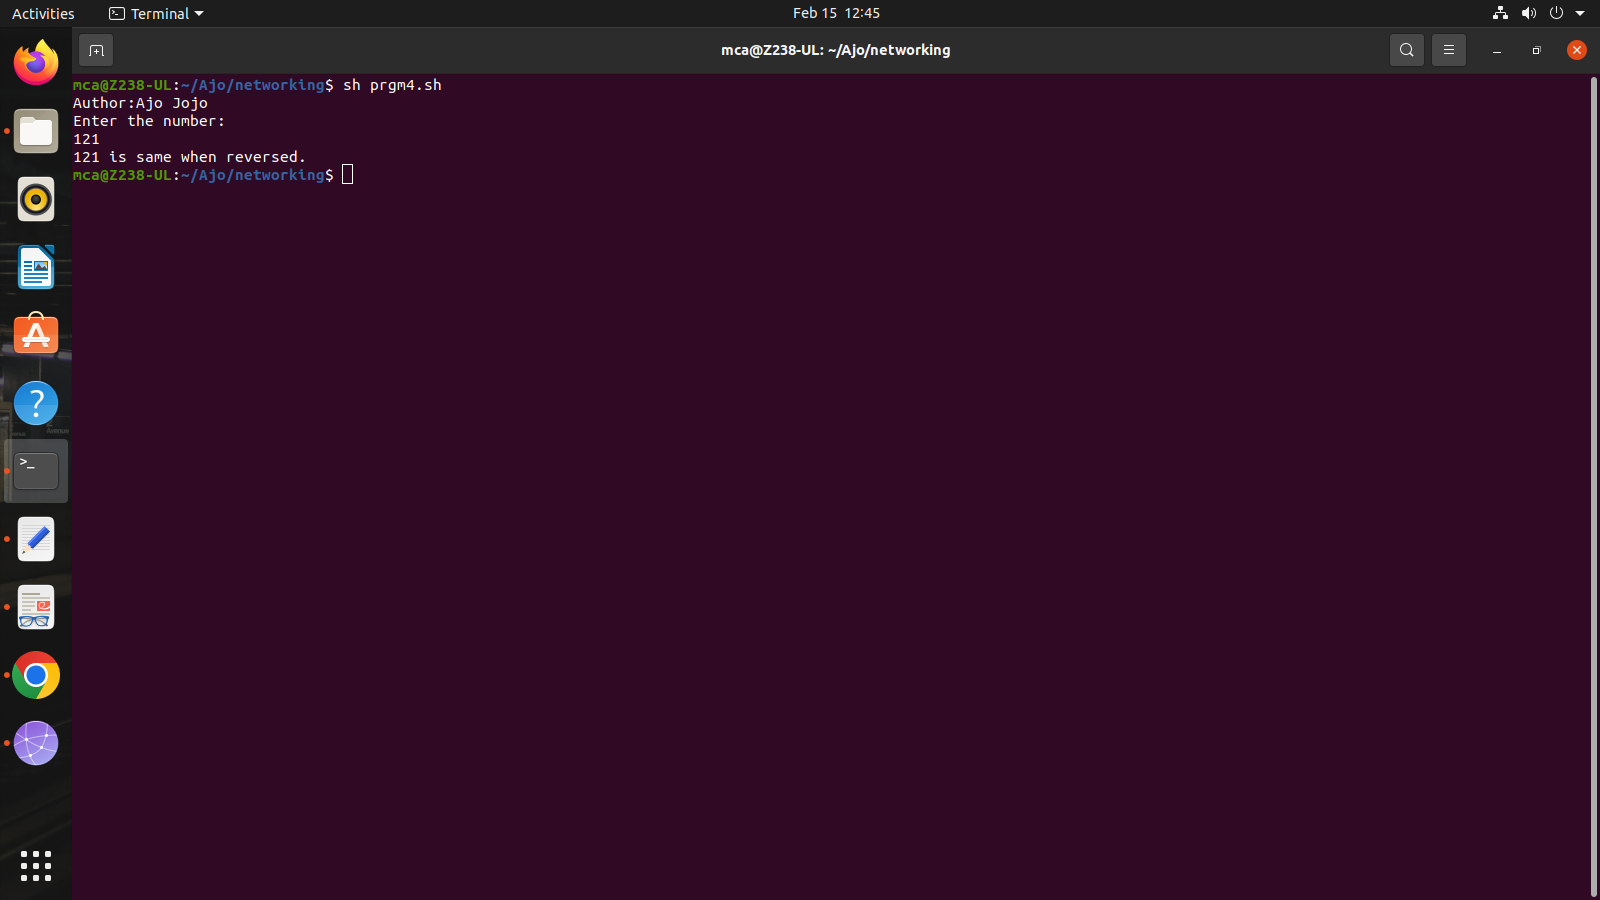 Activities
Terminal
Feb 15 12:45
mca@Z238-UL: ~/Ajo/networking
mca@Z238-UL:~/Ajo/networking$ sh prgm4.sh
Author:Ajo Jojo
Enter the number:
121
121 is same when reversed.
mca@Z238-UL:~/Ajo/networking$